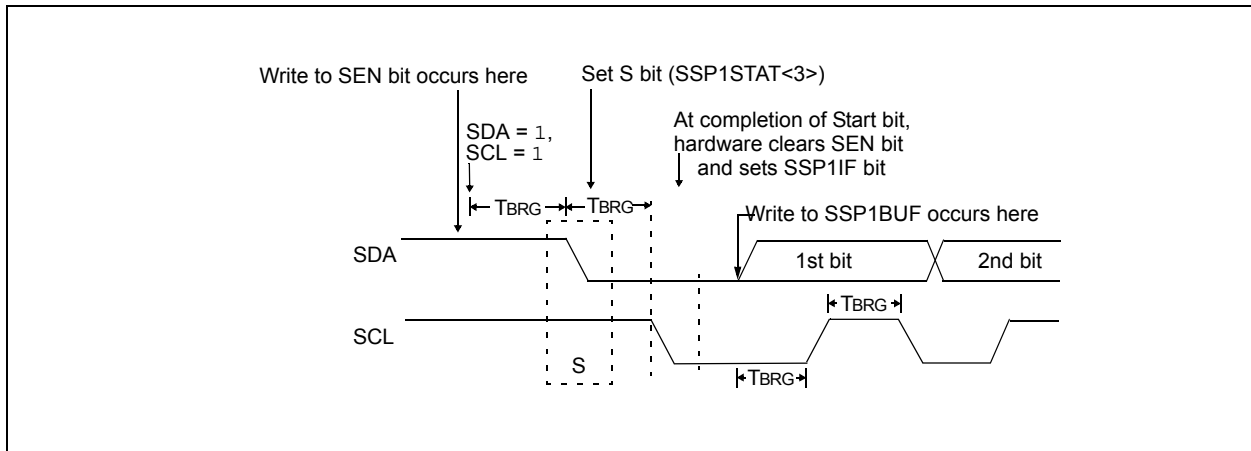 Write to SEN bit occurs here
Set S bit (SSP1STAT<3>)
SDA = 1,
SCL = 1
At completion of Start bit,
hardware clears SEN bit
and sets SSP1IF bit
TBRG
TBRG
Write to SSP1BUF occurs here
SDA
1st bit
2nd bit
TBRG
SCL
S
TBRG